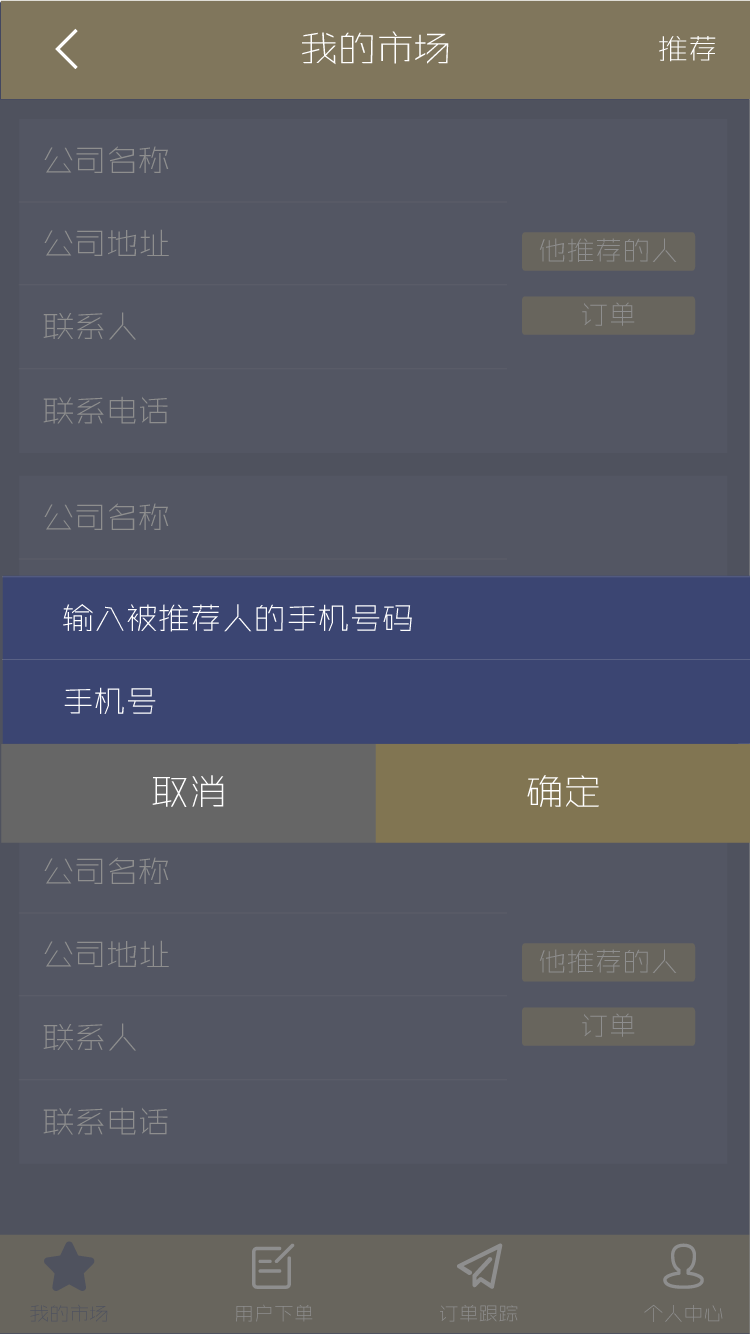 我的市场 推荐
公司名称
公司地址
他推荐的人
联系人
订单
联系电话
公司名称
输入被推荐人的手机号码
手机号
取消 确定
公司名称
公司地址
他推荐的人
联系人
订单
联系电话
我的市场 用户下单 订单跟踪 个人中心